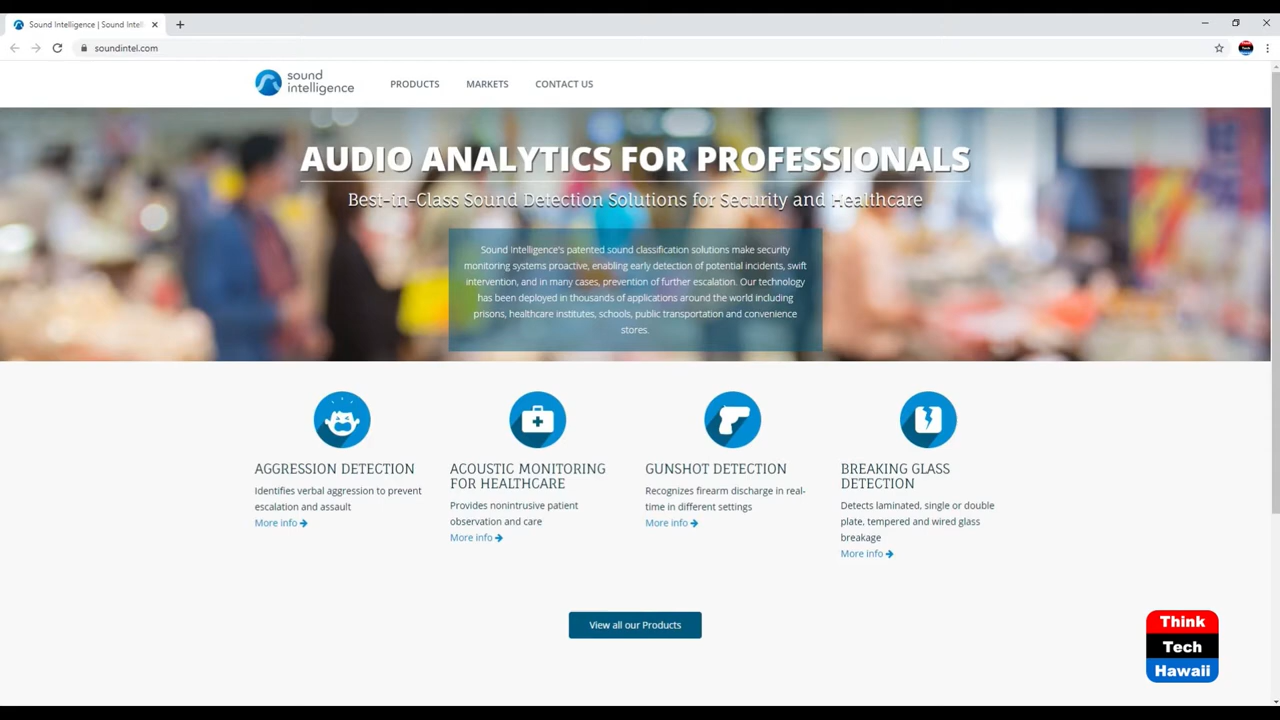 Sound Intelligence | Sound Intel
soundintel.com
sound
intelligence
PRODUCTS
MARKETS
CONTACT US
AUDIO ANALYTICS FOR PROFESSIONALS
Best-in-Class Sound Detection Solutions for Security and Healthcare
Sound Intelligence's patented sound classification solutions make security
monitoring systems proactive, enabling early detection of potential incidents, swift
intervention, and in many cases, prevention of further escalation. Our technology
has been deployed in thousands of applications around the world including
prisons, healthcare institutes, schools, public transportation and convenience
stores.
AGGRESSION DETECTION
Identifies verbal aggression to prevent
escalation and assault
More info
ACOUSTIC MONITORING
FOR HEALTHCARE
Provides nonintrusive patient
observation and care
More info
GUNSHOT DETECTION
Recognizes firearm discharge in real-
time in different settings
More info
BREAKING GLASS
DETECTION
Detects laminated, single or double
plate, tempered and wired glass
breakage
More info
View all our Products
Think
Tech
Hawaii